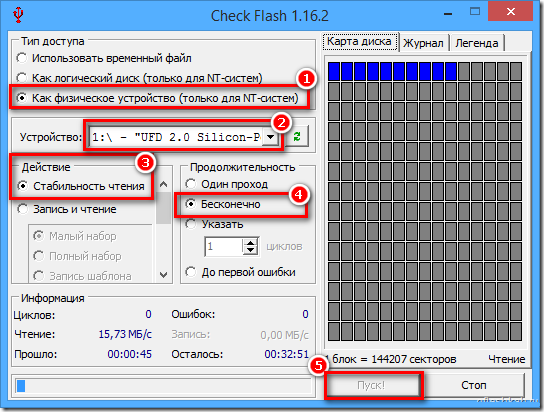 Check Flash 1.16.2
Тип доступа
Использовать временный файл
Как логический диск (только для NT-систем)
Как физическое устройство (только для NT-систем)
1
Устройство:
1:\ - "UFD 2.0 Silicon-P
2
Действие
3
Стабильность чтения
Запись и чтение
Малый набор
Полный набор
Запись шаблона
Продолжительность
Один проход
Бесконечно
4
Указать
1 циклов
До первой ошибки
Информация
Циклов: 0 Ошибок: 0
Чтение: 15,73 МБ/с Запись: 0,00 МБ/с
Прошло: 00:00:45 Осталось: 00:32:51
Карта диска Журнал Легенда
1 блок = 144207 секторов Чтение
5
Пуск! Стоп